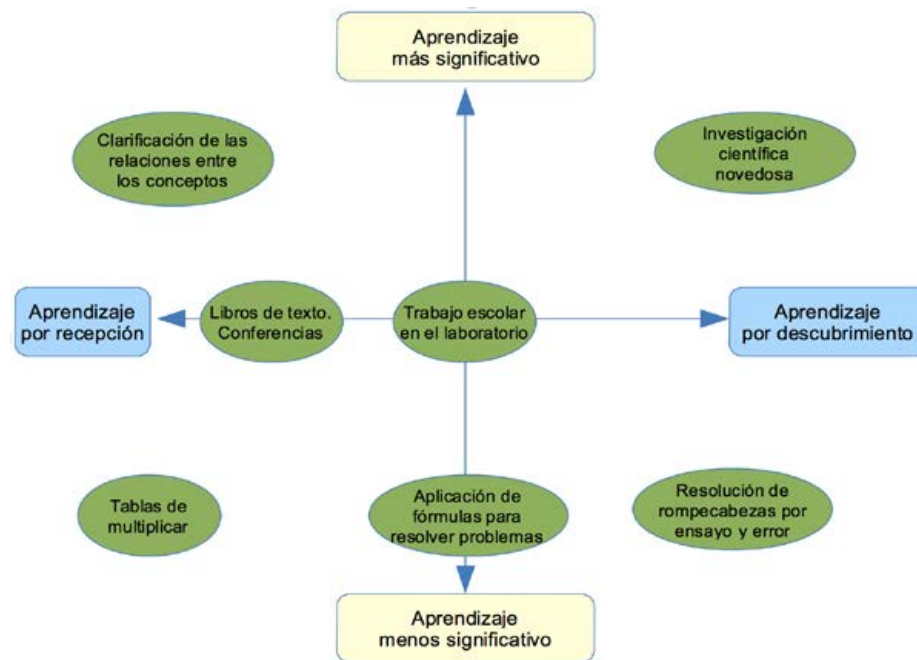 Aprendizaje
más significativo
Clarificación de las
relaciones entre
los conceptos
Investigación
científica
novedosa
Aprendizaje
por recepción
Libros de texto.
Conferencias
Trabajo escolar
en el laboratorio
Aprendizaje
por descubrimiento
Tablas de
multiplicar
Aplicación de
fórmulas para
resolver problemas
Resolución de
rompecabezas por
ensayo y error
Aprendizaje
menos significativo